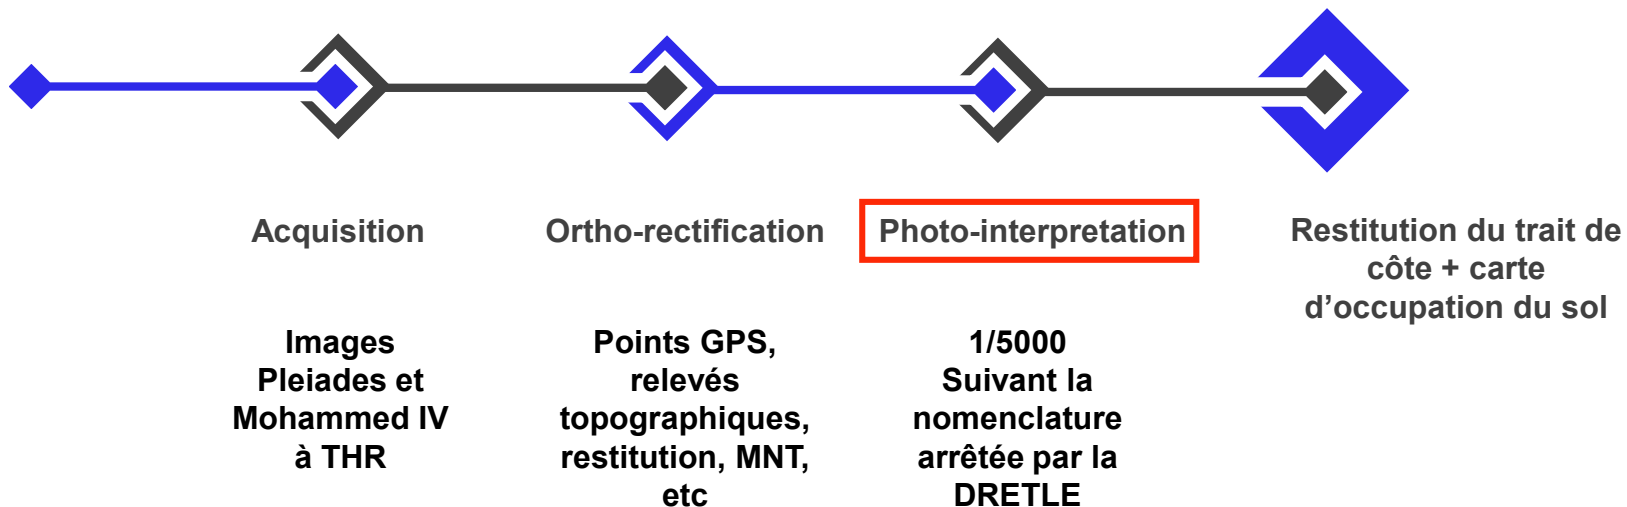 Acquisition
Ortho-rectification
Photo-interpretation
Restitution du trait de
côte + carte
d’occupation du sol
Images
Pleiades et
Mohammed IV
à THR
Points GPS,
relevés
topographiques,
restitution, MNT,
etc
1/5000
Suivant la
nomenclature
arrêtée par la
DRETLE